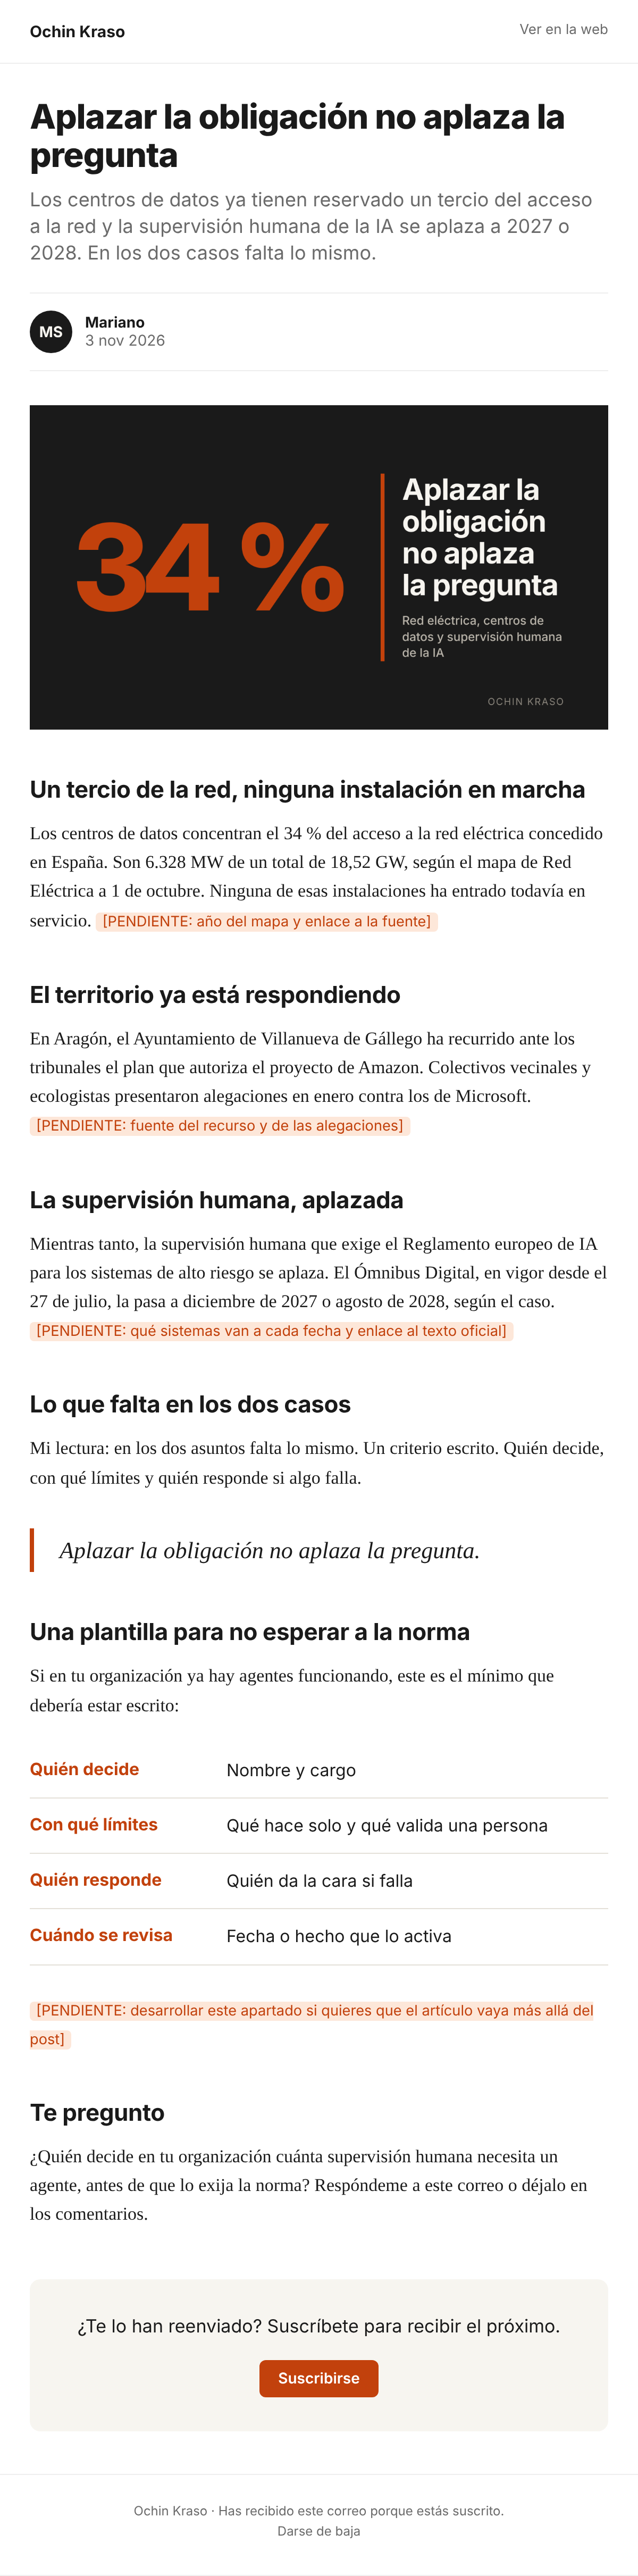 Ochin Kraso
Ver en la web
Aplazar la obligación no aplaza la
pregunta
Los centros de datos ya tienen reservado un tercio del acceso
a la red y la supervisión humana de la IA se aplaza a 2027 o
2028. En los dos casos falta lo mismo.
MS
Mariano
3 nov 2026
34 %
Aplazar la
obligación
no aplaza
la pregunta
Red eléctrica, centros de
datos y supervisión humana
de la IA
OCHIN KRASO
Un tercio de la red, ninguna instalación en marcha
Los centros de datos concentran el 34 % del acceso a la red eléctrica concedido
en España. Son 6.328 MW de un total de 18,52 GW, según el mapa de Red
Eléctrica a 1 de octubre. Ninguna de esas instalaciones ha entrado todavía en
servicio. [PENDIENTE: año del mapa y enlace a la fuente]
El territorio ya está respondiendo
En Aragón, el Ayuntamiento de Villanueva de Gállego ha recurrido ante los
tribunales el plan que autoriza el proyecto de Amazon. Colectivos vecinales y
ecologistas presentaron alegaciones en enero contra los de Microsoft.
[PENDIENTE: fuente del recurso y de las alegaciones]
La supervisión humana, aplazada
Mientras tanto, la supervisión humana que exige el Reglamento europeo de IA
para los sistemas de alto riesgo se aplaza. El Ómnibus Digital, en vigor desde el
27 de julio, la pasa a diciembre de 2027 o agosto de 2028, según el caso.
[PENDIENTE: qué sistemas van a cada fecha y enlace al texto oficial]
Lo que falta en los dos casos
Mi lectura: en los dos asuntos falta lo mismo. Un criterio escrito. Quién decide,
con qué límites y quién responde si algo falla.
Aplazar la obligación no aplaza la pregunta.
Una plantilla para no esperar a la norma
Si en tu organización ya hay agentes funcionando, este es el mínimo que
debería estar escrito:
Quién decide Nombre y cargo
Con qué límites Qué hace solo y qué valida una persona
Quién responde Quién da la cara si falla
Cuándo se revisa Fecha o hecho que lo activa
[PENDIENTE: desarrollar este apartado si quieres que el artículo vaya más allá del
post]
Te pregunto
¿Quién decide en tu organización cuánta supervisión humana necesita un
agente, antes de que lo exija la norma? Respóndeme a este correo o déjalo en
los comentarios.
¿Te lo han reenviado? Suscríbete para recibir el próximo.
Suscribirse
Ochin Kraso · Has recibido este correo porque estás suscrito.
Darse de baja